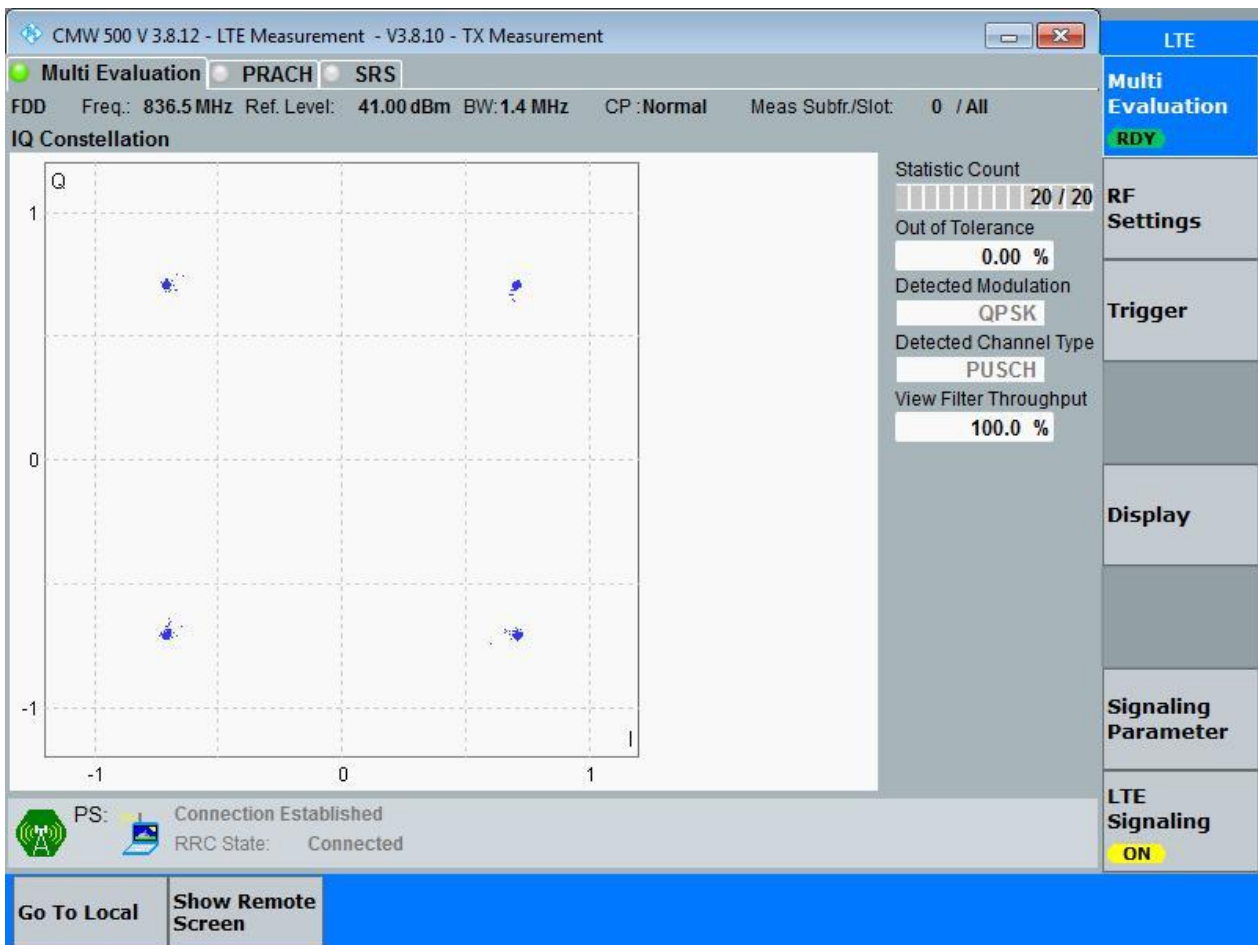 CMW 500 V 3.8.12 - LTE Measurement - V3.8.10 - TX Measurement
Multi Evaluation PRACH SRS
FDD Freq.: 836.5 MHz Ref. Level: 41.00 dBm BW: 1.4 MHz CP : Normal Meas Subfr./Slot: 0 / All
IQ Constellation
Q
1
0
-1
I
-1 0 1
Statistic Count
20 / 20
Out of Tolerance
0.00 %
Detected Modulation
QPSK
Detected Channel Type
PUSCH
View Filter Throughput
100.0 %
PS: Connection Established
RRC State: Connected
LTE
Multi
Evaluation
RDY
RF
Settings
Trigger
Display
Signaling
Parameter
LTE
Signaling
ON
Go To Local
Show Remote
Screen